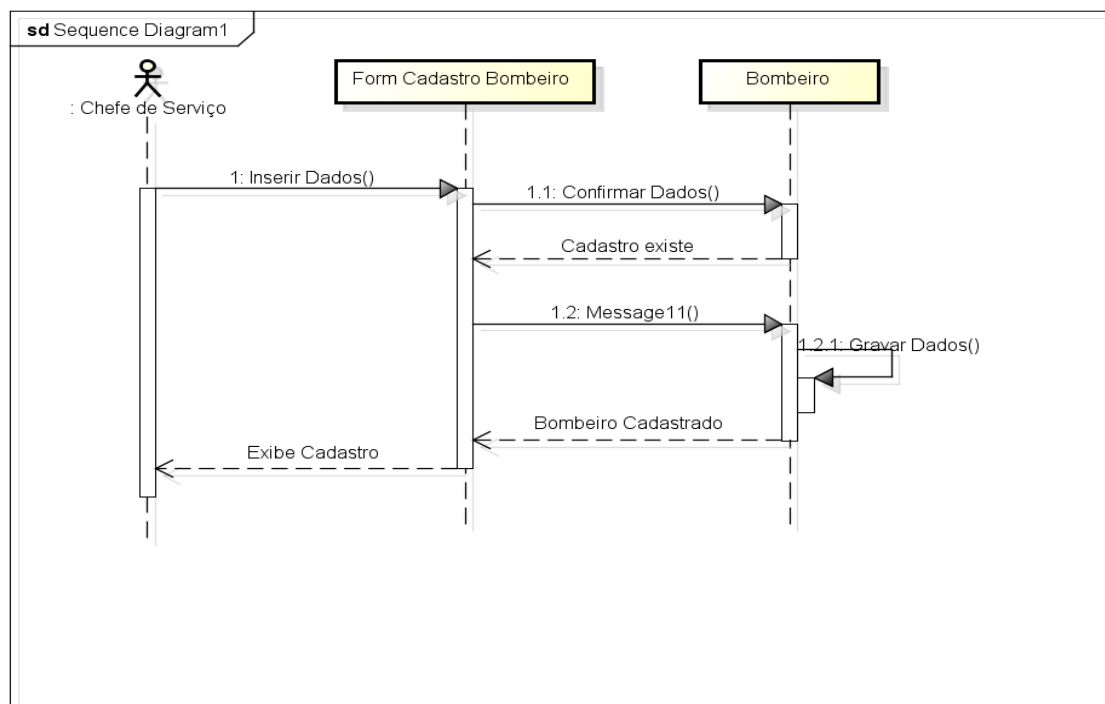 sd Sequence Diagram1
: Chefe de Serviço
Form Cadastro Bombeiro
Bombeiro
1: Inserir Dados()
1.1: Confirmar Dados()
Cadastro existe
1.2: Message11()
1.2.1: Gravar Dados()
Bombeiro Cadastrado
Exibe Cadastro